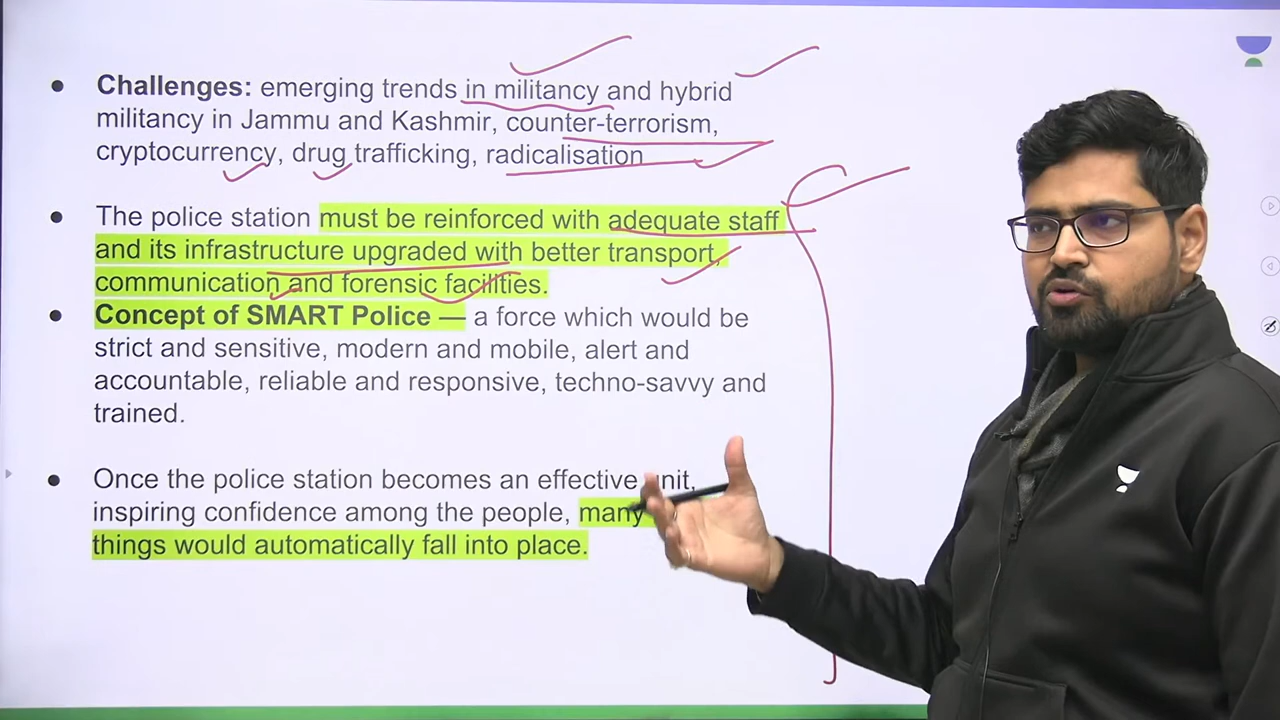 • Challenges: emerging trends in militancy and hybrid
militancy in Jammu and Kashmir, counter-terrorism,
cryptocurrency, drug trafficking, radicalisation
• The police station must be reinforced with adequate staff
and its infrastructure upgraded with better transport,
communication and forensic facilities.
• Concept of SMART Police — a force which would be
strict and sensitive, modern and mobile, alert and
accountable, reliable and responsive, techno-savvy and
trained.
• Once the police station becomes an effective unit,
inspiring confidence among the people, many
things would automatically fall into place.